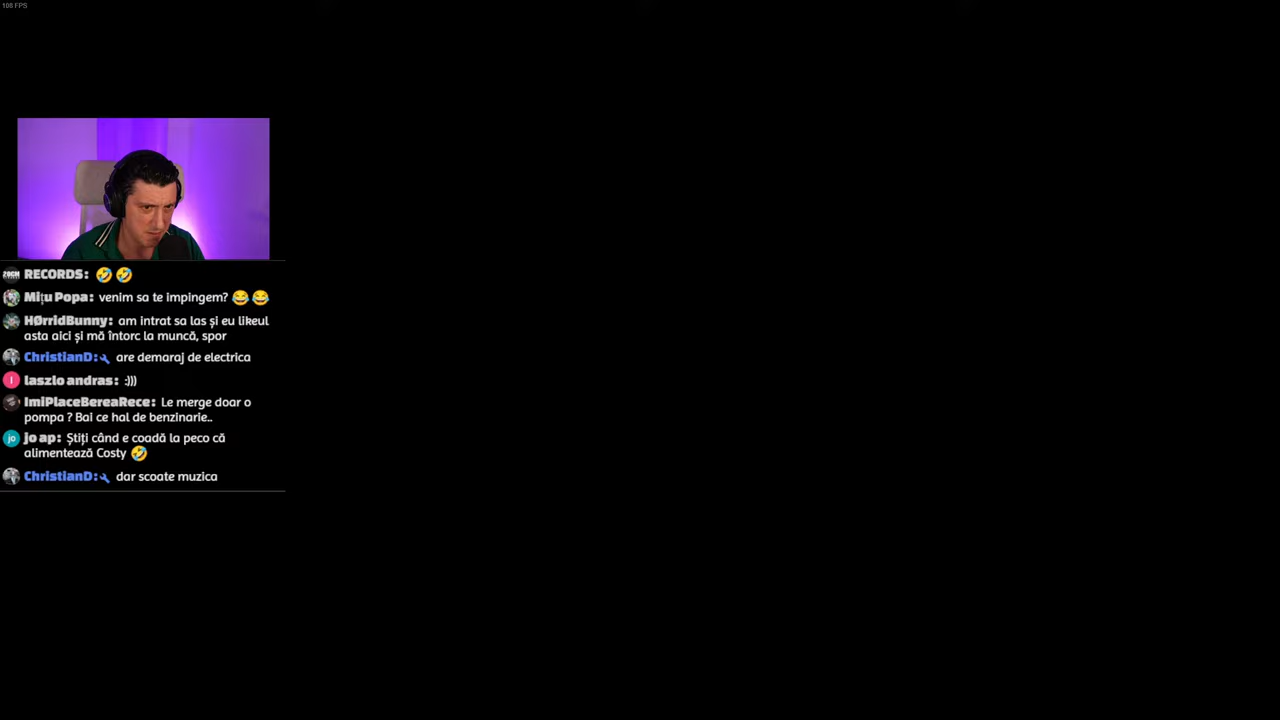 108 FPS
RECORDS: 🤣 🤣
Mițu Popa: venim sa te impingem? 😂 😂
HØrridBunny: am intrat sa las și eu likeul
asta aici și mă întorc la muncă, spor
ChristianD: are demaraj de electrica
laszlo andras: :)))
ImiPlaceBereaRece: Le merge doar o
pompa ? Bai ce hal de benzinarie..
jo ap: Știți când e coadă la peco că
alimentează Costy 🤣
ChristianD: dar scoate muzica